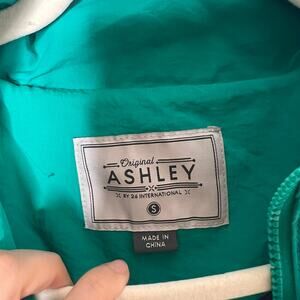 Original
ASHLEY
BY 26 INTERNATIONAL
S
MADE IN
CHINA